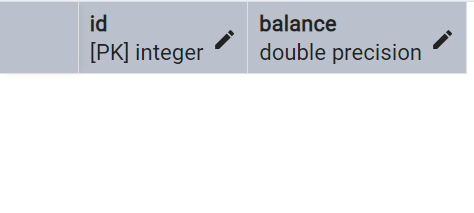 id
[PK] integer
balance
double precision